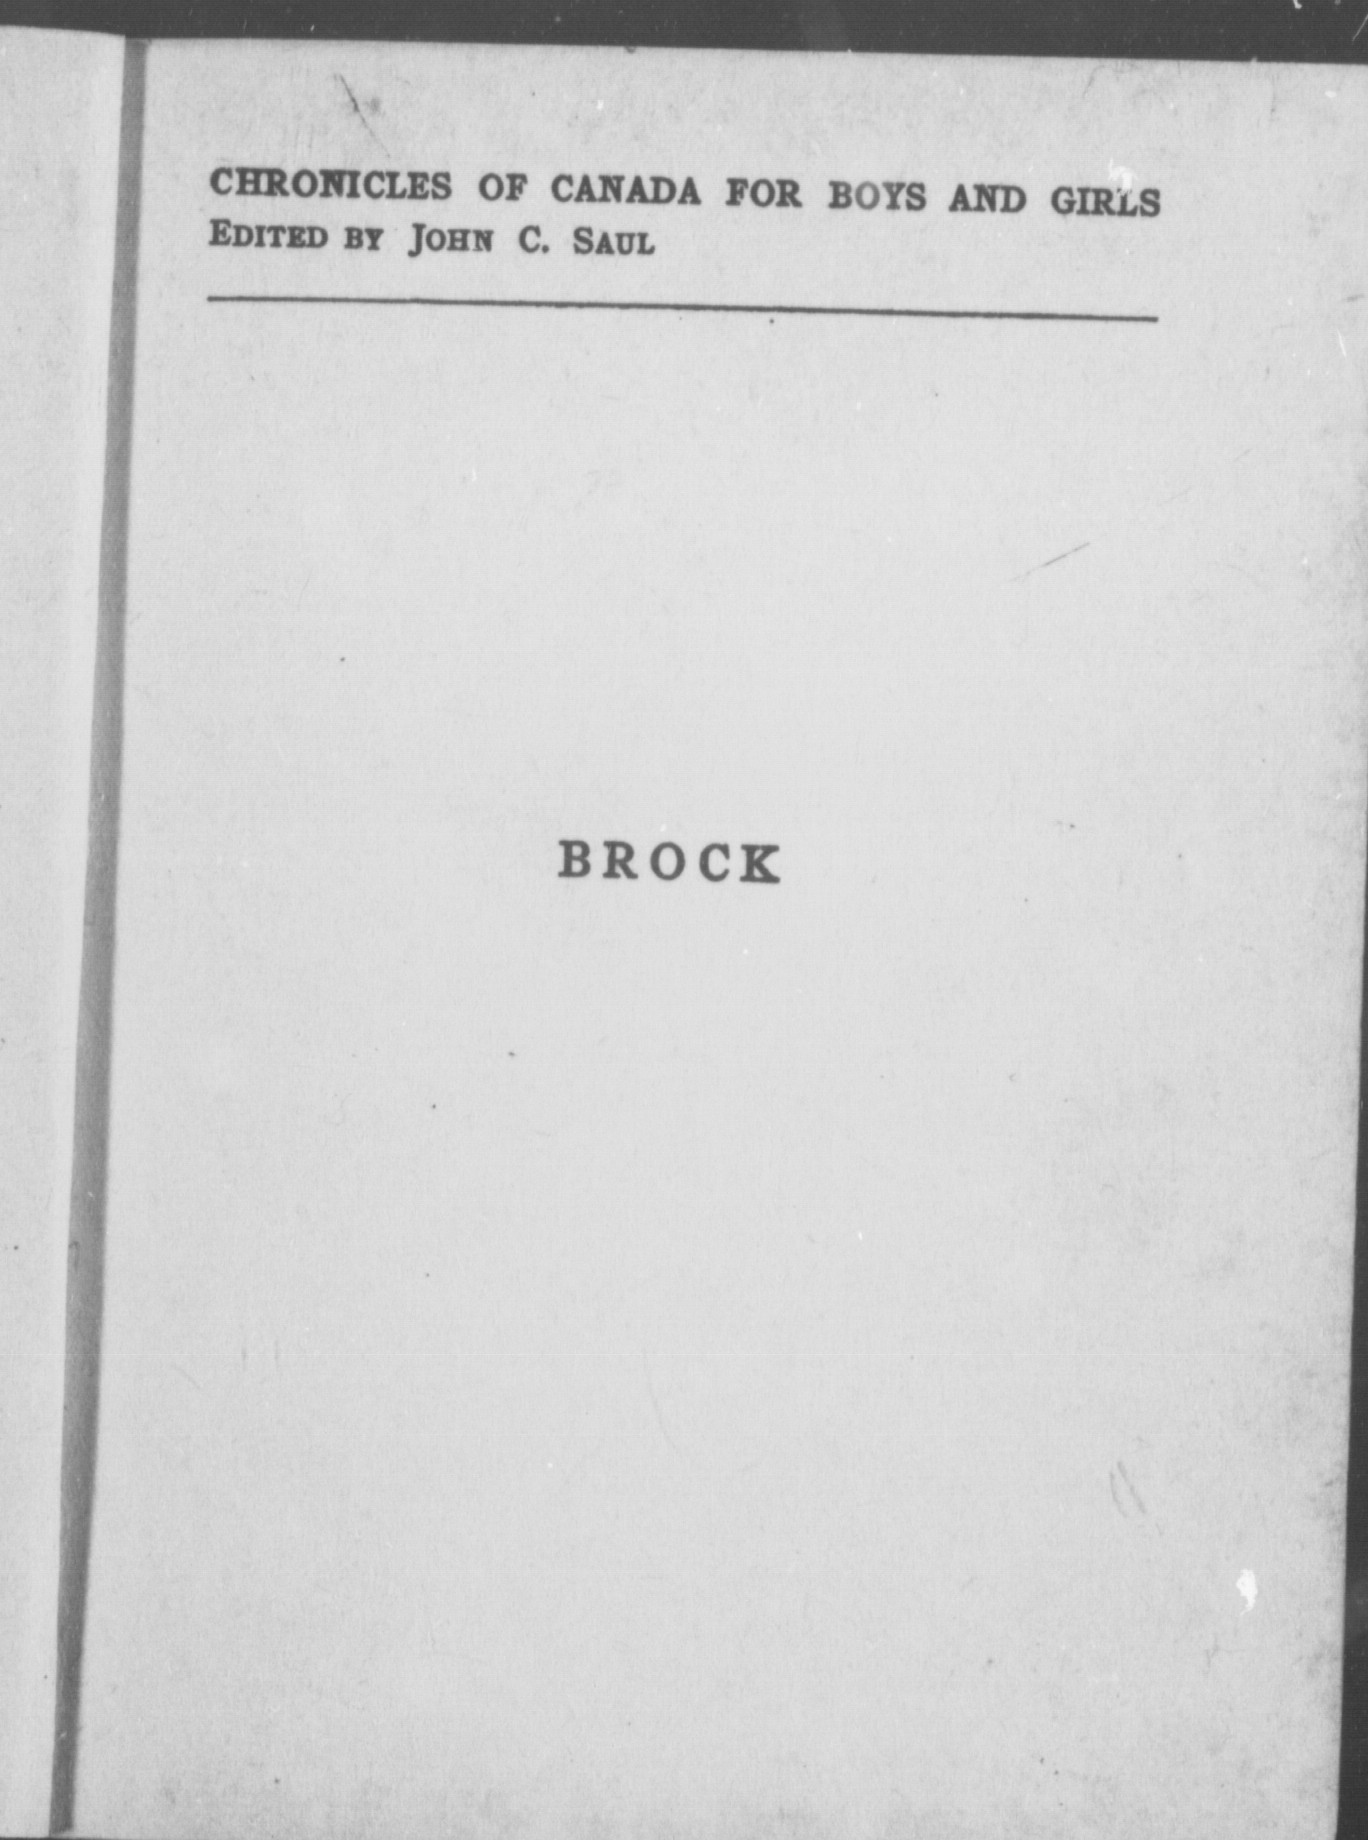 CHRONICLES OF CANADA FOR BOYS AND GIRLS
EDITED BY JOHN C. SAUL
BROCK